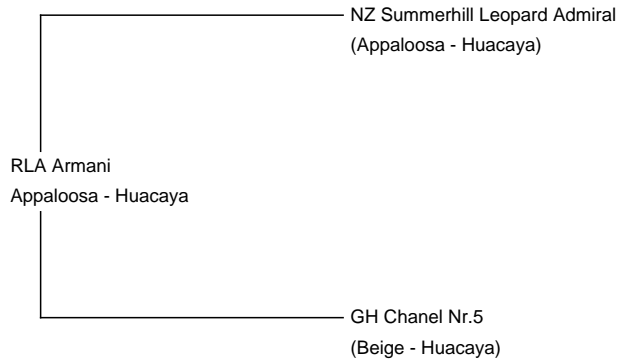 NZ Summerhill Leopard Admiral
(Appaloosa - Huacaya)
RLA Armani
Appaloosa - Huacaya
GH Chanel Nr.5
(Beige - Huacaya)